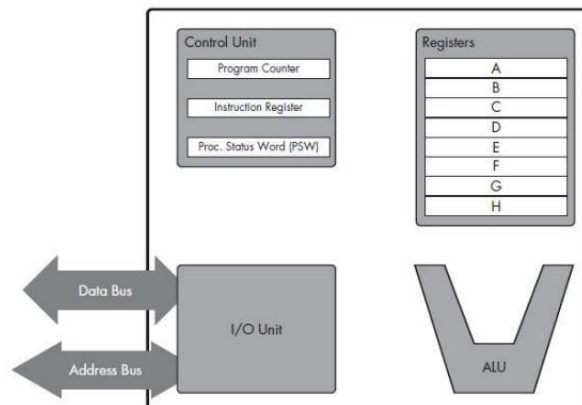 Control Unit
Program Counter
Instruction Register
Proc. Status Word (PSW)
Registers
A
B
C
D
E
F
G
H
Data Bus
Address Bus
I/O Unit
ALU